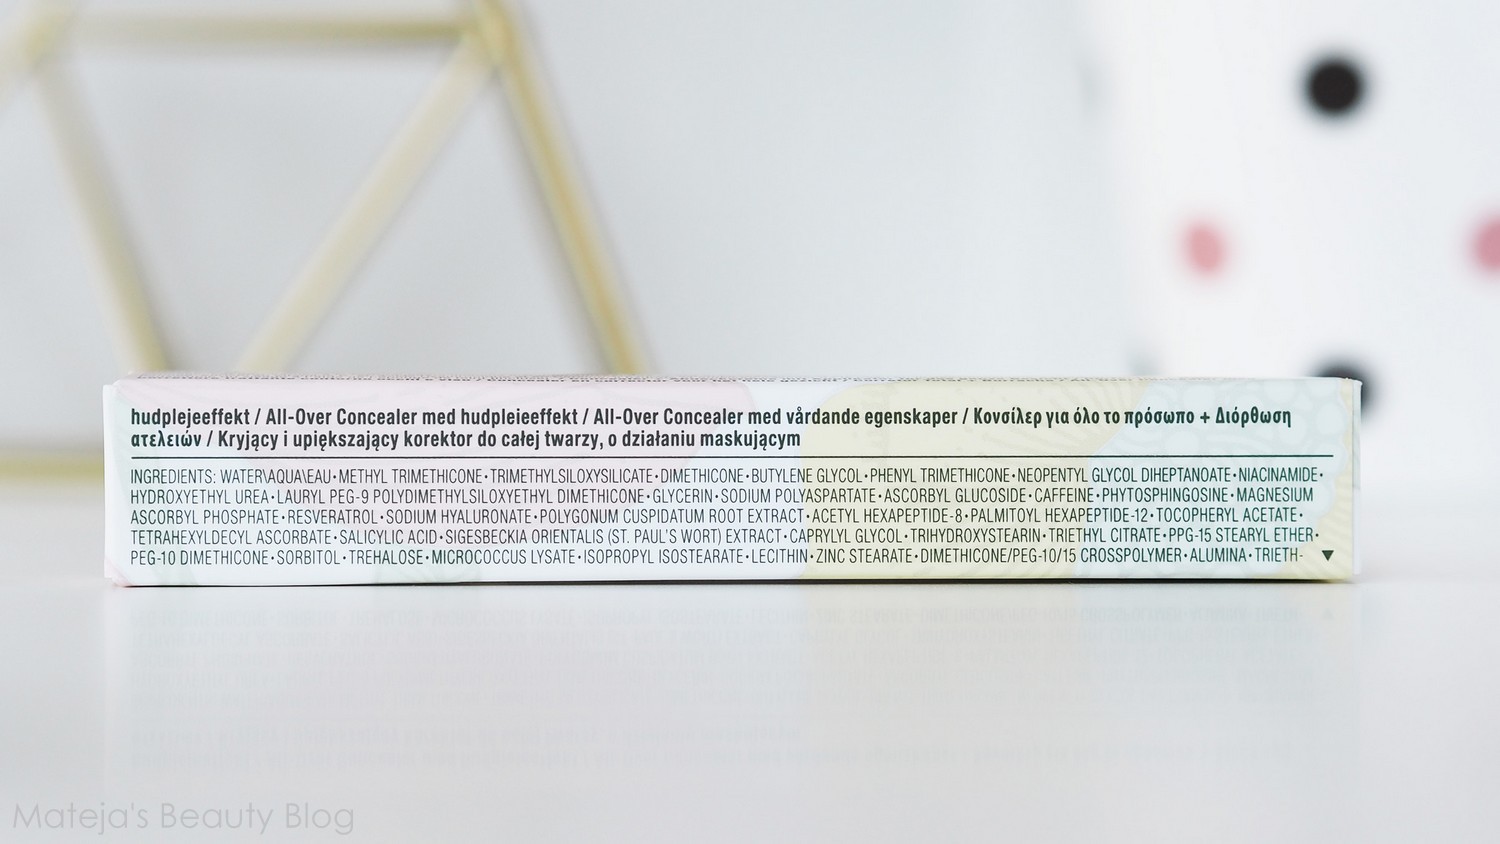 hudplejeeffekt / All-Over Concealer med hudpleieeffekt / All-Over Concealer med vårdande egenskaper / Κονσίλερ για όλο το πρόσωπο + Διόρθωση
ατελειών / Kryjący i upiększający korektor do całej twarzy, o działaniu maskującym
INGREDIENTS: WATER\AQUA\EAU•METHYL TRIMETHICONE•TRIMETHYLSILOXYSILICATE•DIMETHICONE•BUTYLENE GLYCOL•PHENYL TRIMETHICONE•NEOPENTYL GLYCOL DIHEPTANOATE•NIACINAMIDE•
HYDROXYETHYL UREA•LAURYL PEG-9 POLYDIMETHYLSILOXYETHYL DIMETHICONE•GLYCERIN•SODIUM POLYASPARTATE•ASCORBYL GLUCOSIDE•CAFFEINE•PHYTOSPHINGOSINE•MAGNESIUM
ASCORBYL PHOSPHATE•RESVERATROL•SODIUM HYALURONATE•POLYGONUM CUSPIDATUM ROOT EXTRACT•ACETYL HEXAPEPTIDE-8•PALMITOYL HEXAPEPTIDE-12•TOCOPHERYL ACETATE•
TETRAHEXYLDECYL ASCORBATE•SALICYLIC ACID•SIGESBECKIA ORIENTALIS (ST. PAUL'S WORT) EXTRACT•CAPRYLYL GLYCOL•TRIHYDROXYSTEARIN•TRIETHYL CITRATE•PPG-15 STEARYL ETHER•
PEG-10 DIMETHICONE•SORBITOL•TREHALOSE•MICROCOCCUS LYSATE•ISOPROPYL ISOSTEARATE•LECITHIN•ZINC STEARATE•DIMETHICONE/PEG-10/15 CROSSPOLYMER•ALUMINA•TRIETH- ▼
Mateja's Beauty Blog